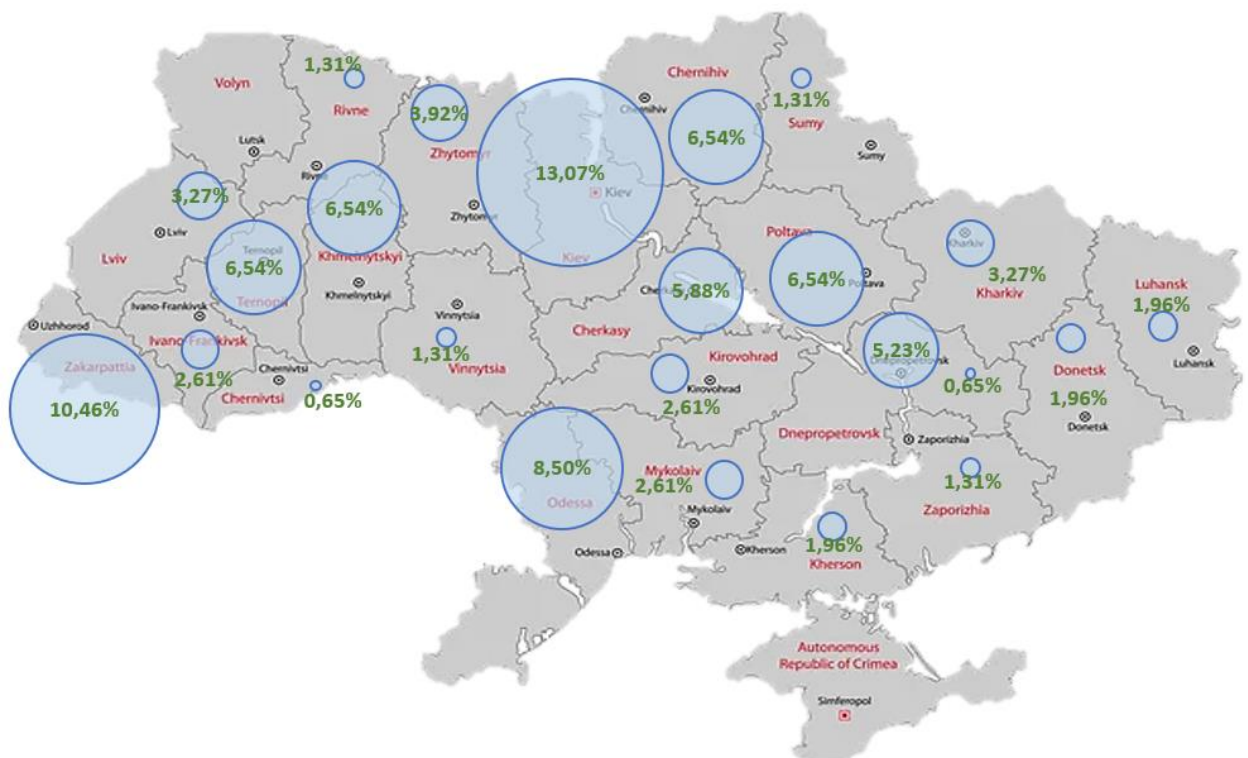 Volyn
1,31%
Rivne
3,92%
Zhytomyr
Chernihiv
Chernihiv
1,31%
Sumy
6,54%
Sumy
Lutsk
Rivne
13,07%
Kiev
Kiev
3,27%
Lviv
Lviv
6,54%
Zhytomyr
Khmelnytskyi
Khmelnytskyi
Ternopil
6,54%
Ternopil
Poltava
6,54%
Poltava
Kharkiv
3,27%
Kharkiv
Luhansk
1,96%
Luhansk
5,88%
Cherkasy
Ivano-Frankivsk
Ivano-Frankivsk
2,61%
Uzhhorod
Zakarpattia
10,46%
Chernivtsi
Chernivtsi
0,65%
Vinnytsia
1,31%
Vinnytsia
Kirovohrad
Kirovohrad
2,61%
5,23%
Dnepropetrovsk
0,65%
Donetsk
1,96%
Donetsk
Dnepropetrovsk
Zaporizhia
1,31%
Zaporizhia
8,50%
Odessa
Mykolaiv
2,61%
Mykolaiv
Odessa
Kherson
1,96%
Kherson
Autonomous
Republic of Crimea
Simferopol